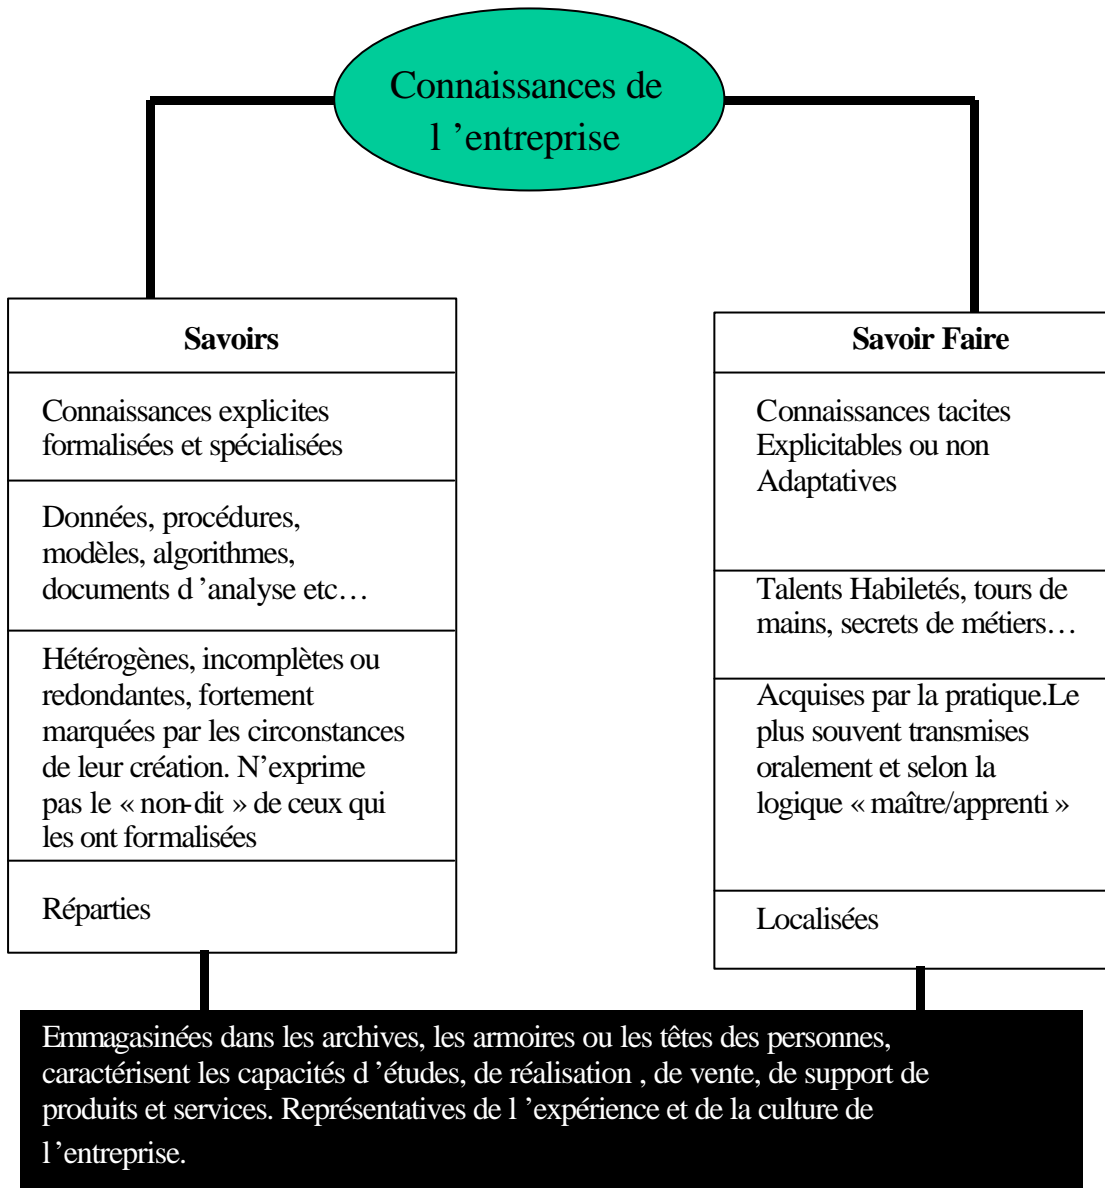 Connaissances de
l ’entreprise
Savoirs
Connaissances explicites
formalisées et spécialisées
Données, procédures,
modèles, algorithmes,
documents d ’analyse etc…
Hétérogènes, incomplètes ou
redondantes, fortement
marquées par les circonstances
de leur création. N’exprime
pas le « non-dit » de ceux qui
les ont formalisées
Réparties
Savoir Faire
Connaissances tacites
Explicitables ou non
Adaptatives
Talents Habiletés, tours de
mains, secrets de métiers…
Acquises par la pratique.Le
plus souvent transmises
oralement et selon la
logique « maître/apprenti »
Localisées
Emmagasinées dans les archives, les armoires ou les têtes des personnes,
caractérisent les capacités d ’études, de réalisation , de vente, de support de
produits et services. Représentatives de l ’expérience et de la culture de
l ’entreprise.